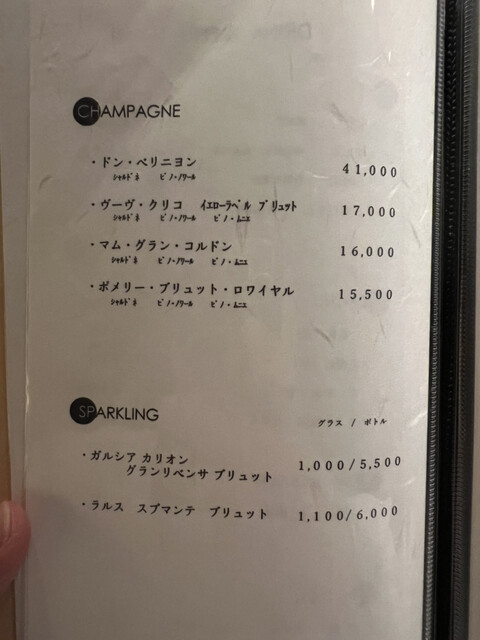 CHAMPAGNE
・ドン・ペリニヨン 41,000
シャルドネ ピノ・ノワール
・ヴーヴ・クリコ イエローラベル ブリュット 17,000
シャルドネ ピノ・ノワール ピノ・ムニエ
・マム・グラン・コルドン 16,000
シャルドネ ピノ・ノワール ピノ・ムニエ
・ポメリー・ブリュット・ロワイヤル 15,500
シャルドネ ピノ・ノワール ピノ・ムニエ
SPARKLING
グラス / ボトル
・ガルシア カリオン
グランリベンサ ブリュット 1,000/5,500
・ラルス スプマンテ ブリュット 1,100/6,000